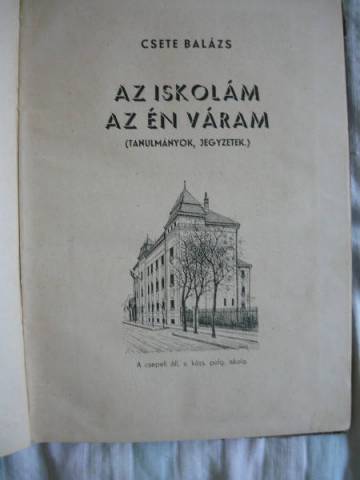 CSETE BALÁZS
AZ ISKOLÁM
AZ ÉN VÁRAM
(TANULMÁNYOK, JEGYZETEK.)
A csepeli áll. s. közs. polg. iskola.